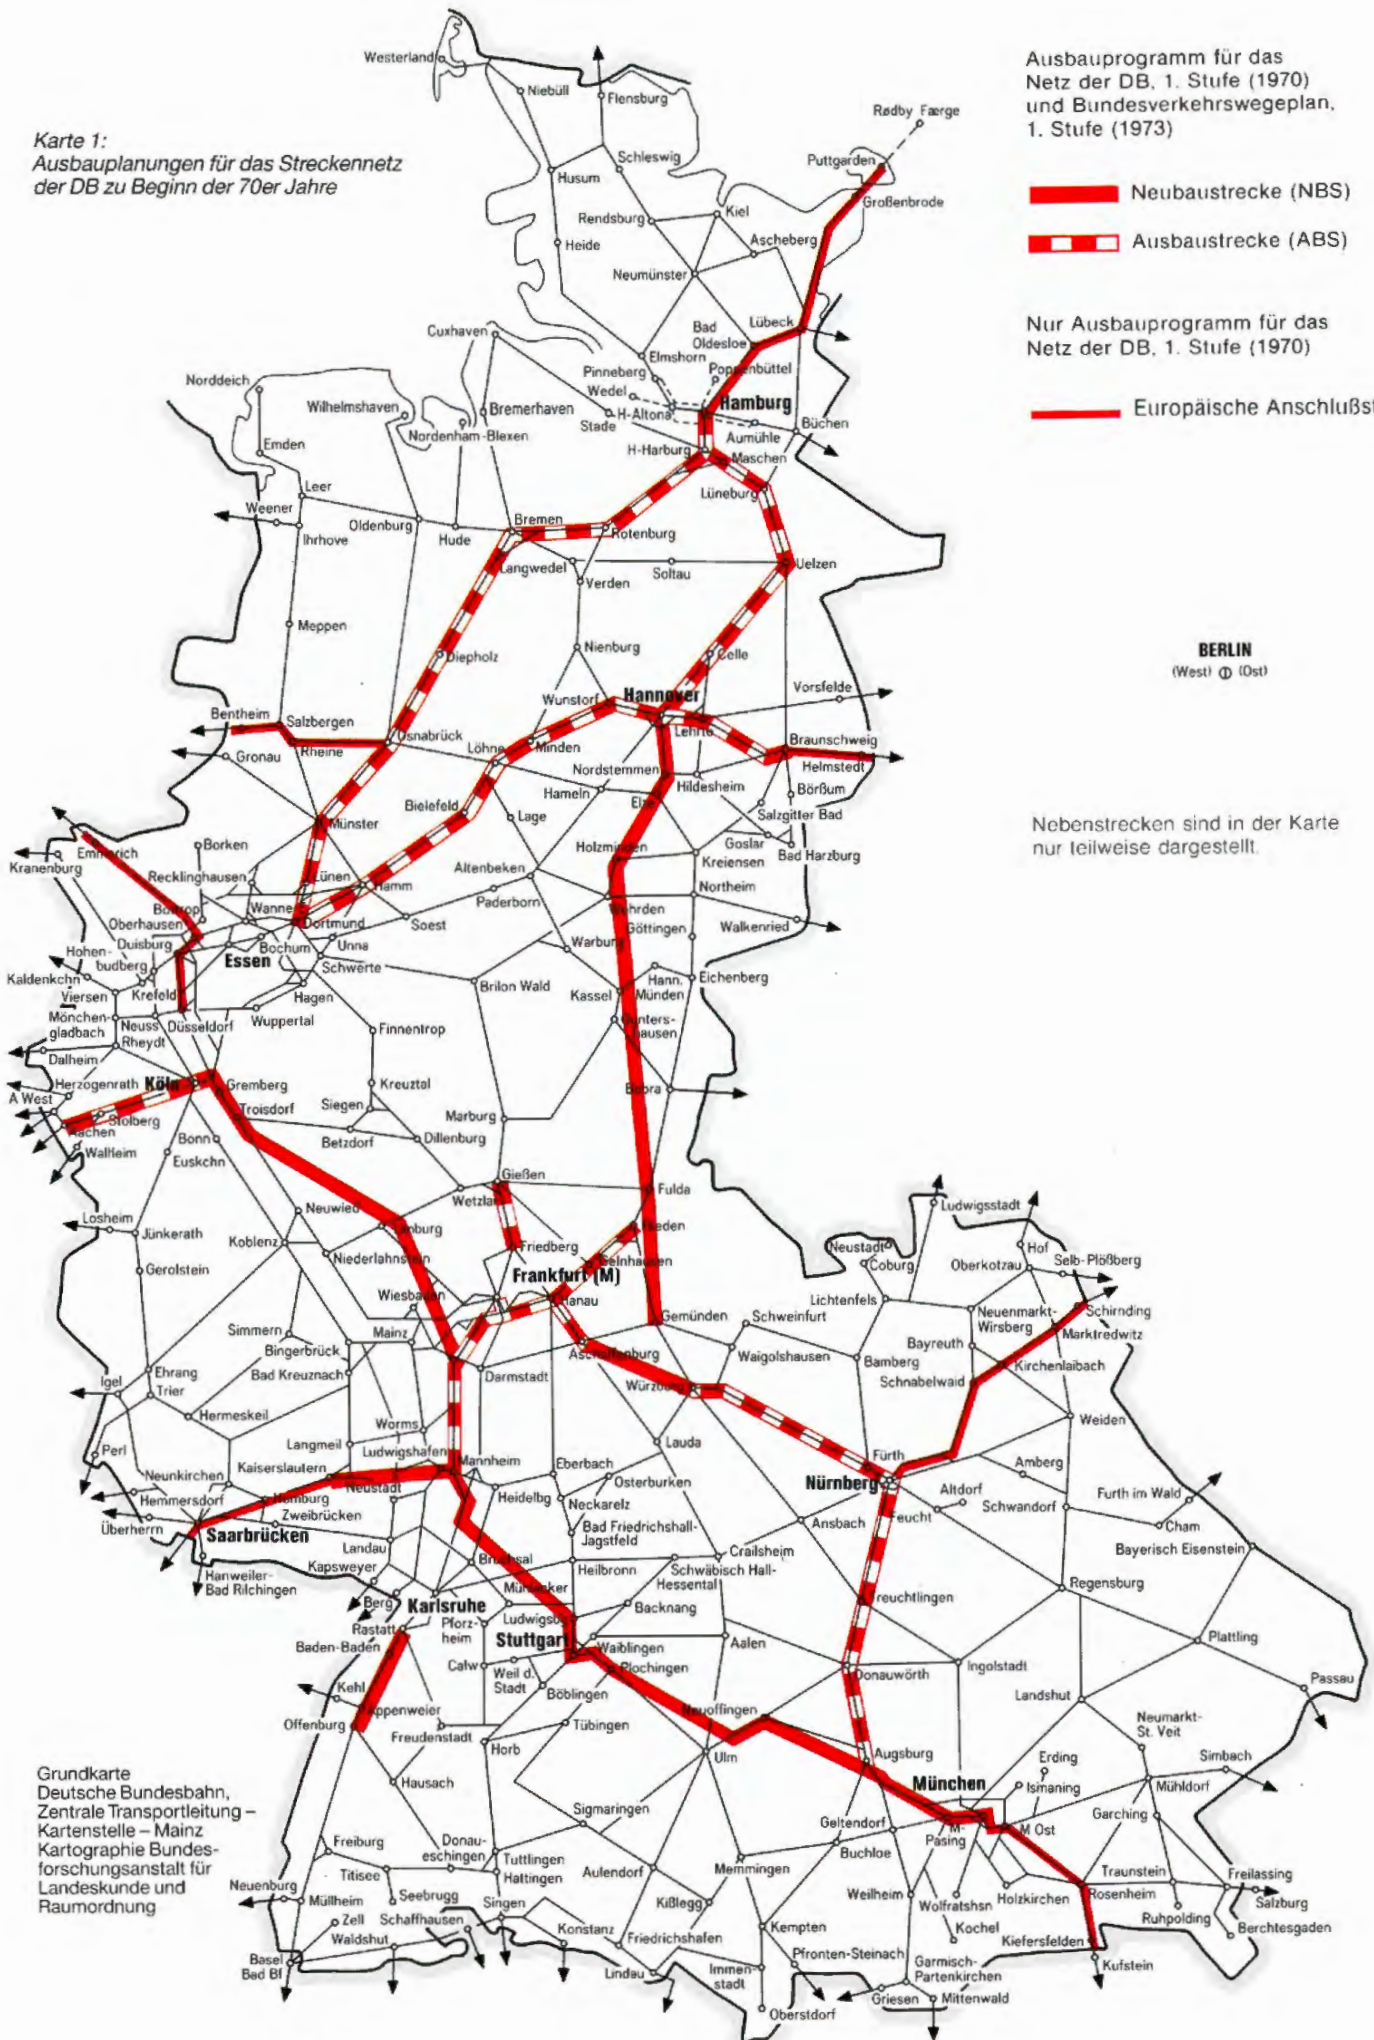 Karte 1:
Ausbauplanungen für das Streckennetz
der DB zu Beginn der 70er Jahre
Ausbauprogramm für das
Netz der DB, 1. Stufe (1970)
und Bundesverkehrswegeplan,
1. Stufe (1973)
Neubaustrecke (NBS)
Ausbaustrecke (ABS)
Nur Ausbauprogramm für das
Netz der DB, 1. Stufe (1970)
Europäische Anschlußst
BERLIN
(West) (Ost)
Nebenstrecken sind in der Karte
nur teilweise dargestellt.
Westerland
Niebüll
Flensburg
Rødby Færge
Puttgarden
Großenbrode
Schleswig
Husum
Rendsburg
Kiel
Ascheberg
Heide
Neumünster
Lübeck
Bad
Oldesloe
Cuxhaven
Elmshorn
Pinneberg
Poppenbüttel
Wedel
Hamburg
H-Altona
Stade
Aumühle
Büchen
Norddeich
Wilhelmshaven
Bremerhaven
Nordenham-Blexen
Emden
H-Harburg
Maschen
Lüneburg
Leer
Weener
Ihrhove
Oldenburg
Hude
Bremen
Rotenburg
Langwedel
Verden
Soltau
Uelzen
Meppen
Diepholz
Nienburg
Celle
Wunstorf
Hannover
Vorsfelde
Lehrte
Bentheim
Salzbergen
Rheine
Osnabrück
Löhne
Minden
Braunschweig
Helmstedt
Gronau
Nordstemmen
Hildesheim
Hameln
Elze
Börßum
Salzgitter Bad
Bielefeld
Lage
Münster
Goslar
Bad Harzburg
Holzminden
Kreiensen
Emmerich
Kranenburg
Borken
Recklinghausen
Lünen
Hamm
Altenbeken
Paderborn
Northeim
Bottrop
Wanne
Oberhausen
Dortmund
Soest
Wehrden
Göttingen
Walkenried
Duisburg
Bochum
Unna
Warburg
Hohen-
budberg
Essen
Schwerte
Kaldenkchn
Viersen
Krefeld
Hagen
Brilon Wald
Kassel
Hann.
Münden
Eichenberg
Mönchen-
gladbach
Neuss
Düsseldorf
Wuppertal
Finnentrop
Gunters-
hausen
Rheydt
Dalheim
Herzogenrath
Köln
Gremberg
Kreuztal
Bebra
A West
Stolberg
Aachen
Troisdorf
Siegen
Marburg
Walheim
Bonn
Euskchn
Betzdorf
Dillenburg
Gießen
Wetzlar
Fulda
Ludwigsstadt
Losheim
Jünkerath
Neuwied
Limburg
Koblenz
Niederlahnstein
Friedberg
Flieden
Gelnhausen
Neustadt
Coburg
Hof
Oberkotzau
Selb-Plößberg
Gerolstein
Frankfurt (M)
Hanau
Wiesbaden
Gemünden
Schweinfurt
Lichtenfels
Neuenmarkt-
Wirsberg
Schirnding
Marktredwitz
Simmern
Bingerbrück
Mainz
Aschaffenburg
Waigolshausen
Bayreuth
Bamberg
Kirchenlaibach
Ehrang
Igel
Trier
Bad Kreuznach
Darmstadt
Würzburg
Schnabelwaid
Hermeskeil
Worms
Weiden
Perl
Langmeil
Ludwigshafen
Lauda
Neunkirchen
Kaiserslautern
Mannheim
Eberbach
Osterburken
Fürth
Nürnberg
Amberg
Hemmersdorf
Homburg
Neustadt
Heidelbg
Neckarelz
Altdorf
Feucht
Schwandorf
Furth im Wald
Überherrn
Saarbrücken
Zweibrücken
Bad Friedrichshall-
Jagstfeld
Ansbach
Cham
Landau
Crailsheim
Bayerisch Eisenstein
Hanweiler-
Bad Rilchingen
Kapsweyer
Bruchsal
Heilbronn
Schwäbisch Hall-
Hessental
Berg
Karlsruhe
Mühlacker
Regensburg
Rastatt
Pforz-
heim
Ludwigsbg
Backnang
Treuchtlingen
Baden-Baden
Stuttgart
Waiblingen
Aalen
Plattling
Calw
Weil d.
Stadt
Plochingen
Donauwörth
Ingolstadt
Passau
Kehl
Appenweier
Böblingen
Landshut
Offenburg
Freudenstadt
Tübingen
Neuoffingen
Neumarkt-
St. Veit
Horb
Ulm
Augsburg
Erding
Simbach
Hausach
München
Ismaning
Mühldorf
Sigmaringen
Geltendorf
M-
Pasing
M Ost
Garching
Freiburg
Donau-
eschingen
Buchloe
Titisee
Tuttlingen
Hattingen
Aulendorf
Memmingen
Traunstein
Freilassing
Neuenburg
Müllheim
Seebrugg
Weilheim
Holzkirchen
Rosenheim
Salzburg
Singen
Kißlegg
Wolfratshsn
Ruhpolding
Zell
Schaffhausen
Kochel
Berchtesgaden
Waldshut
Konstanz
Friedrichshafen
Kempten
Kiefersfelden
Basel
Bad Bf
Pfronten-Steinach
Garmisch-
Partenkirchen
Kufstein
Lindau
Immen-
stadt
Griesen
Mittenwald
Oberstdorf
Grundkarte
Deutsche Bundesbahn,
Zentrale Transportleitung –
Kartenstelle – Mainz
Kartographie Bundes-
forschungsanstalt für
Landeskunde und
Raumordnung